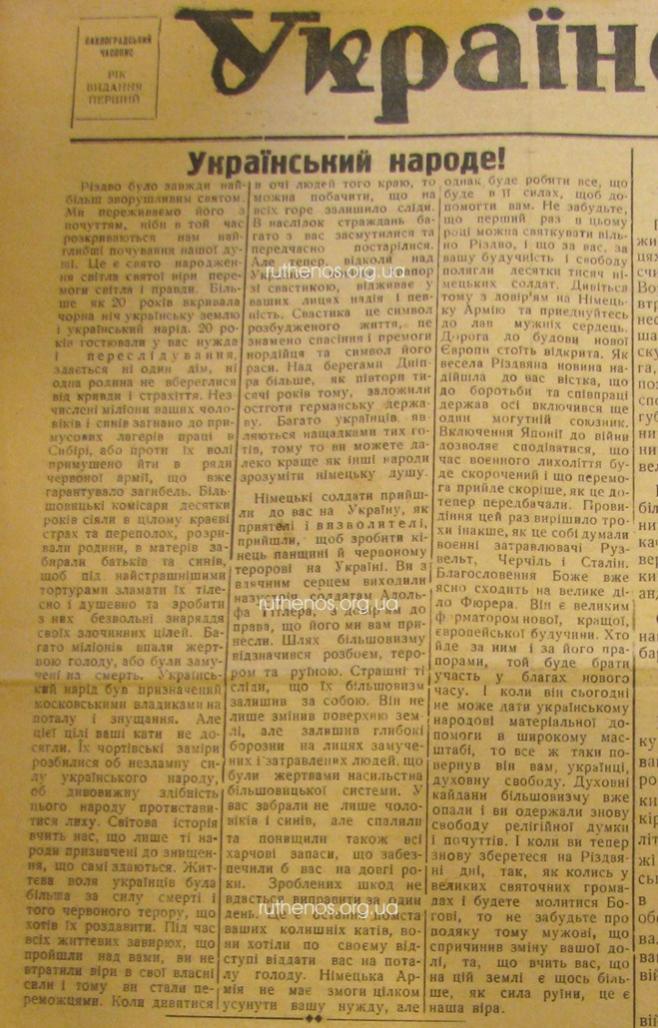 ПАВЛОГРАДСЬКИЙ
ЧАСОПИС
РІК
ВИДАННЯ
ПЕРШИЙ
Україн
Український народе!
Різдво було завжди най-
більш зворушливим святом.
Ми переживаємо його з
почуттям, ніби в той час
розкриваються нам най-
глибші почування нашої ду-
ші. Це є свято народжен-
ня світла святої віри пере-
моги світла і правди. Біль-
ше як 20 років вкривала
чорна ніч українську землю
і український нарід. 20 ро-
ків гостювали у вас нужда
і переслідування,
здається ні один дім, ні
одна родина не вбереглися
від кривди і страхіття. Нез-
числені міліони ваших чоло-
віків і синів загнано до при-
мусових лагерів праці в
Сибірі, або проти їх волі
примушено йти в ряди
червоної армії, що вже
гарантувало загибель. Біль-
шовицькі комісари десятки
років сіяли в цілому краєві
страх та переполох, розри-
вали родини, в матерів за-
бирали батьків та синів,
щоб під найстрашнішими
тортурами зламати їх тіле-
сно і душевно та зробити
з них безвольні знаряддя
своїх злочинних цілей. Ба-
гато міліонів впали жерт-
вою голоду, або були заму-
чені на смерть. Українсь-
кий нарід був призначений
московськими владиками на
поталу і знущання. Але
цієї цілі ваші кати не до-
сягли. Їх чортівські заміри
розбилися об незламну си-
лу українського народу,
об дивовижну здібність
цього народу протистави-
тися лиху. Світова історія
вчить нас, що лише ті на-
роди призначені до знищен-
ня, що самі здаються. Жит-
тєва воля українців була
більша за силу смерті і
того червоного терору, що
хотів їх роздавити. Під час
всіх життєвих завирюх, що
пройшли над вами, ви не
втратили віри в свої власні
сили і тому ви стали пе-
реможцями. Коли дивитися
в очі людей того краю, то
можна побачити, що на
всіх горе залишило сліди.
В наслідок страждань ба-
гато з вас засмутилися та
передчасно постарілися.
Але тепер, відколи над
Україною прапор
зі свастикою, відживає у
ваших лицях надія і пев-
ність. Свастика це символ
розбудженого життя, це
знамено спасіння і премоги
нордійця та символ його
раси. Над берегами Дніп-
ра більше, як півтори ти-
сячі років тому, заложили
остготи германську держа-
ву. Багато українців яв-
ляються нащадками тих го-
тів, тому то ви можете да-
леко краще як інші народи
зрозуміти німецьку душу.
Німецькі солдати прийш-
ли до вас на Україну, як
приятелі і визволителі,
прийшли, щоб зробити кі-
нець панщині й червоному
теророві на Україні. Ви з
вдячним серцем виходили
назустріч солдатам Адоль-
фа Гітлера з довір'я до
права, що його ми вам при-
несли. Шлях більшовизму
відзначився розбоєм, теро-
ром та руїною. Страшні ті
сліди, що їх більшовизм
залишив за собою. Він не
лише змінив поверхню зем-
лі, але залишив глибокі
борозни на лицях замуче-
них і затравлених людей, що
були жертвами насильства
більшовицької системи. У
вас забрали не лише чоло-
віків і синів, але спалили
та понищили також всі
харчові запаси, що забез-
печили б вас на довгі ро-
ки. Зроблених шкод не
вдасться виправити за один
день. Це остання помста
ваших колишніх катів, во-
ни хотіли по своєму від-
ступі віддати вас на пота-
лу голоду. Німецька Ар-
мія не має змоги цілком
усунути вашу нужду, але
однак буде робити все, що
буде в її силах, щоб до-
помогти вам. Не забудьте,
що перший раз в цьому
році можна святкувати віль-
но Різдво, і що за вас, за
вашу будучність і свободу
полягли десятки тисяч ні-
мецьких солдат. Дивіться
тому з довір'ям на Німець-
ку Армію та приєднуйтесь
до лав мужніх сердець.
Дорога до будови нової
Європи стоїть відкрита. Як
весела Різдвяна новина на-
дійшла до вас вістка, що
до боротьби та співпраці
держав осі включився ще
один могутній союзник.
Включення Японії до війни
дозволяє сподіватися, що
час воєнного лихоліття бу-
де скорочений і що перемо-
га прийде скоріше, як це до-
тепер передбачали. Прови-
діння цей раз вирішило тро-
хи інакше, як це собі думали
воєнні затравлювачі Руз-
вельт, Черчіль і Сталін.
Благословення Боже вже
ясно сходить на велике ді-
ло Фюрера. Він є великим
ф рматором нової, кращої,
європейської будучини. Хто
йде за ним і за його пра-
порами, той буде брати
участь у благах нового
часу. І коли він сьогодні
не може дати українському
народові матеріальної до-
помоги в широкому мас-
штабі, то все ж таки по-
вернув він вам, українці,
духовну свободу. Духовні
кайдани більшовизму вже
опали і ви одержали знову
свободу релігійної думки
і почуттів. І коли ви тепер
знову зберетеся на Різдвя-
ні дні, так, як колись у
великих святочних грома-
дах і будете молитися Бо-
гові, то не забудьте про
подяку тому мужові, що
спричинив зміну вашої до-
лі, та, що вчить вас, що
на цій землі є щось біль-
ше, як сила руїни, це є
наша віра.
ruthenos.org.ua
ruthenos.org.ua
ruthenos.org.ua